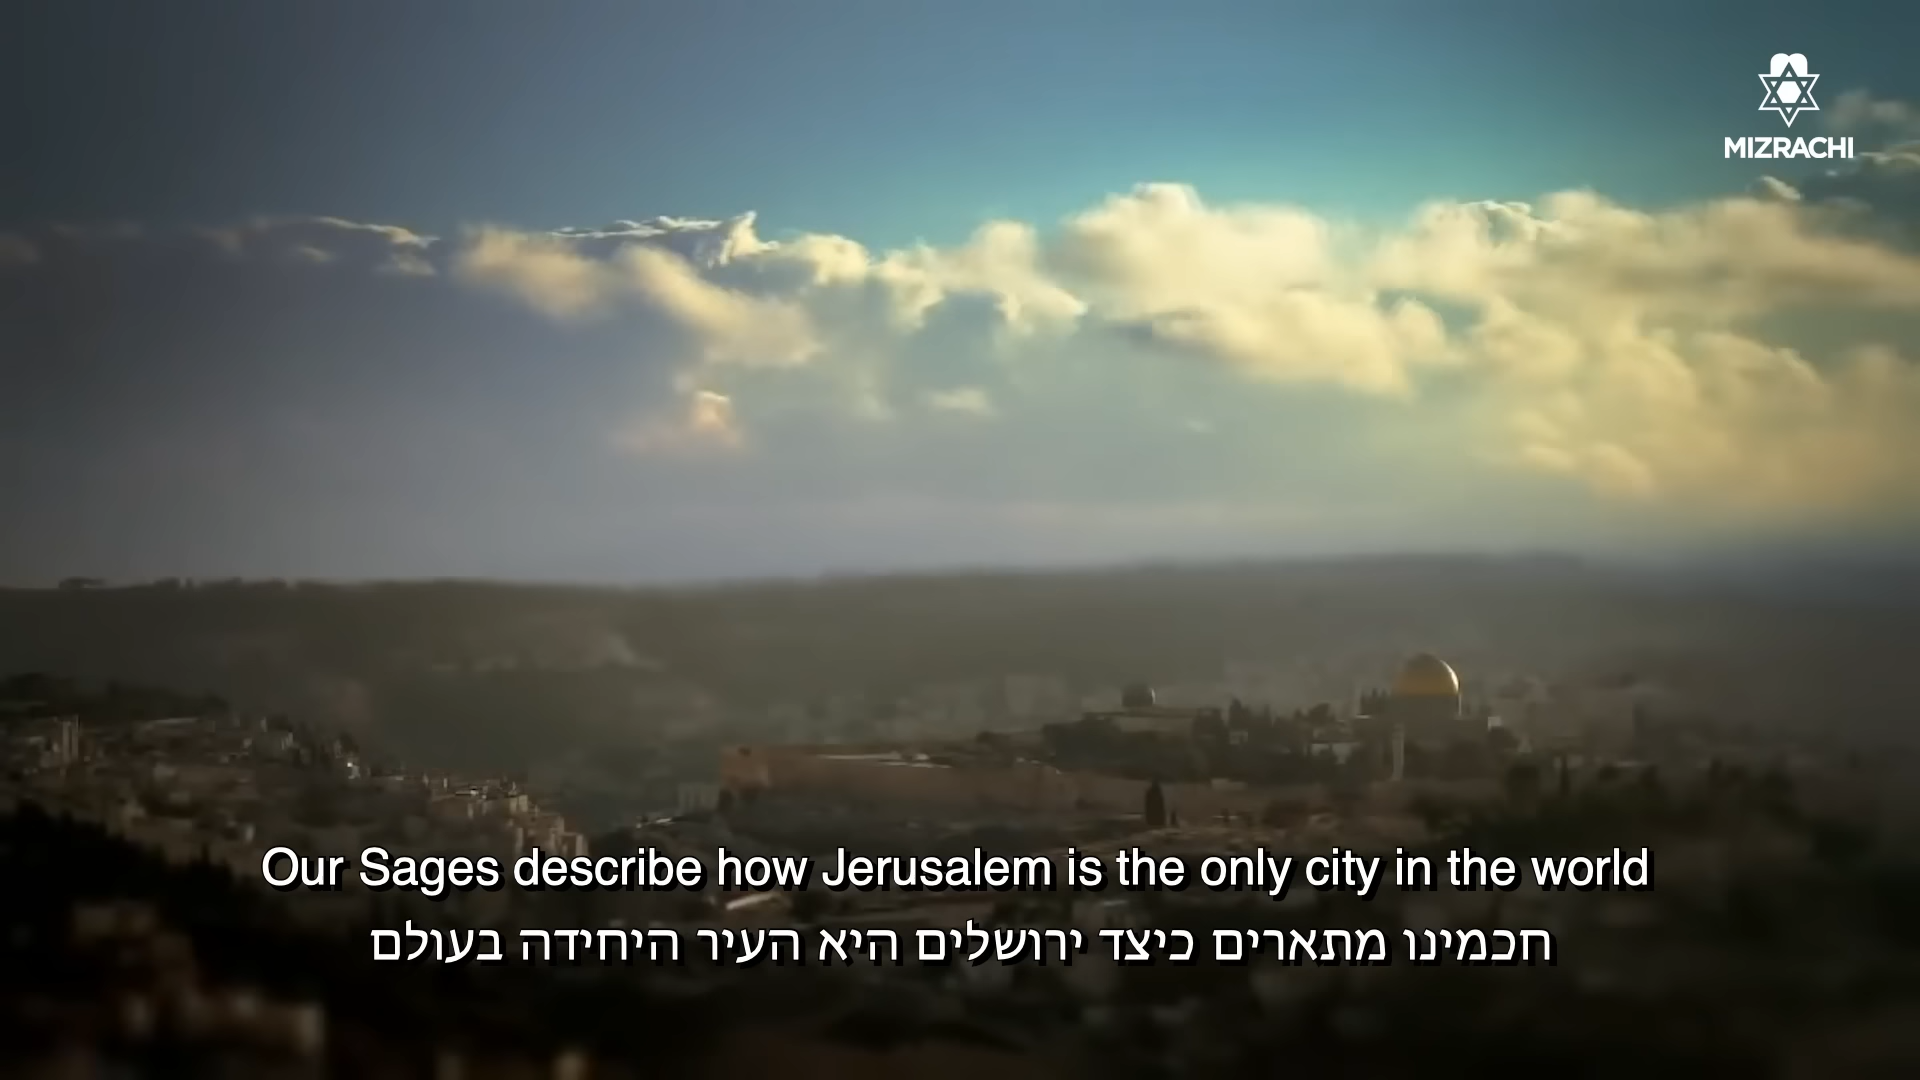 MIZRACHI
Our Sages describe how Jerusalem is the only city in the world
חכמינו מתארים כיצד ירושלים היא העיר היחידה בעולם